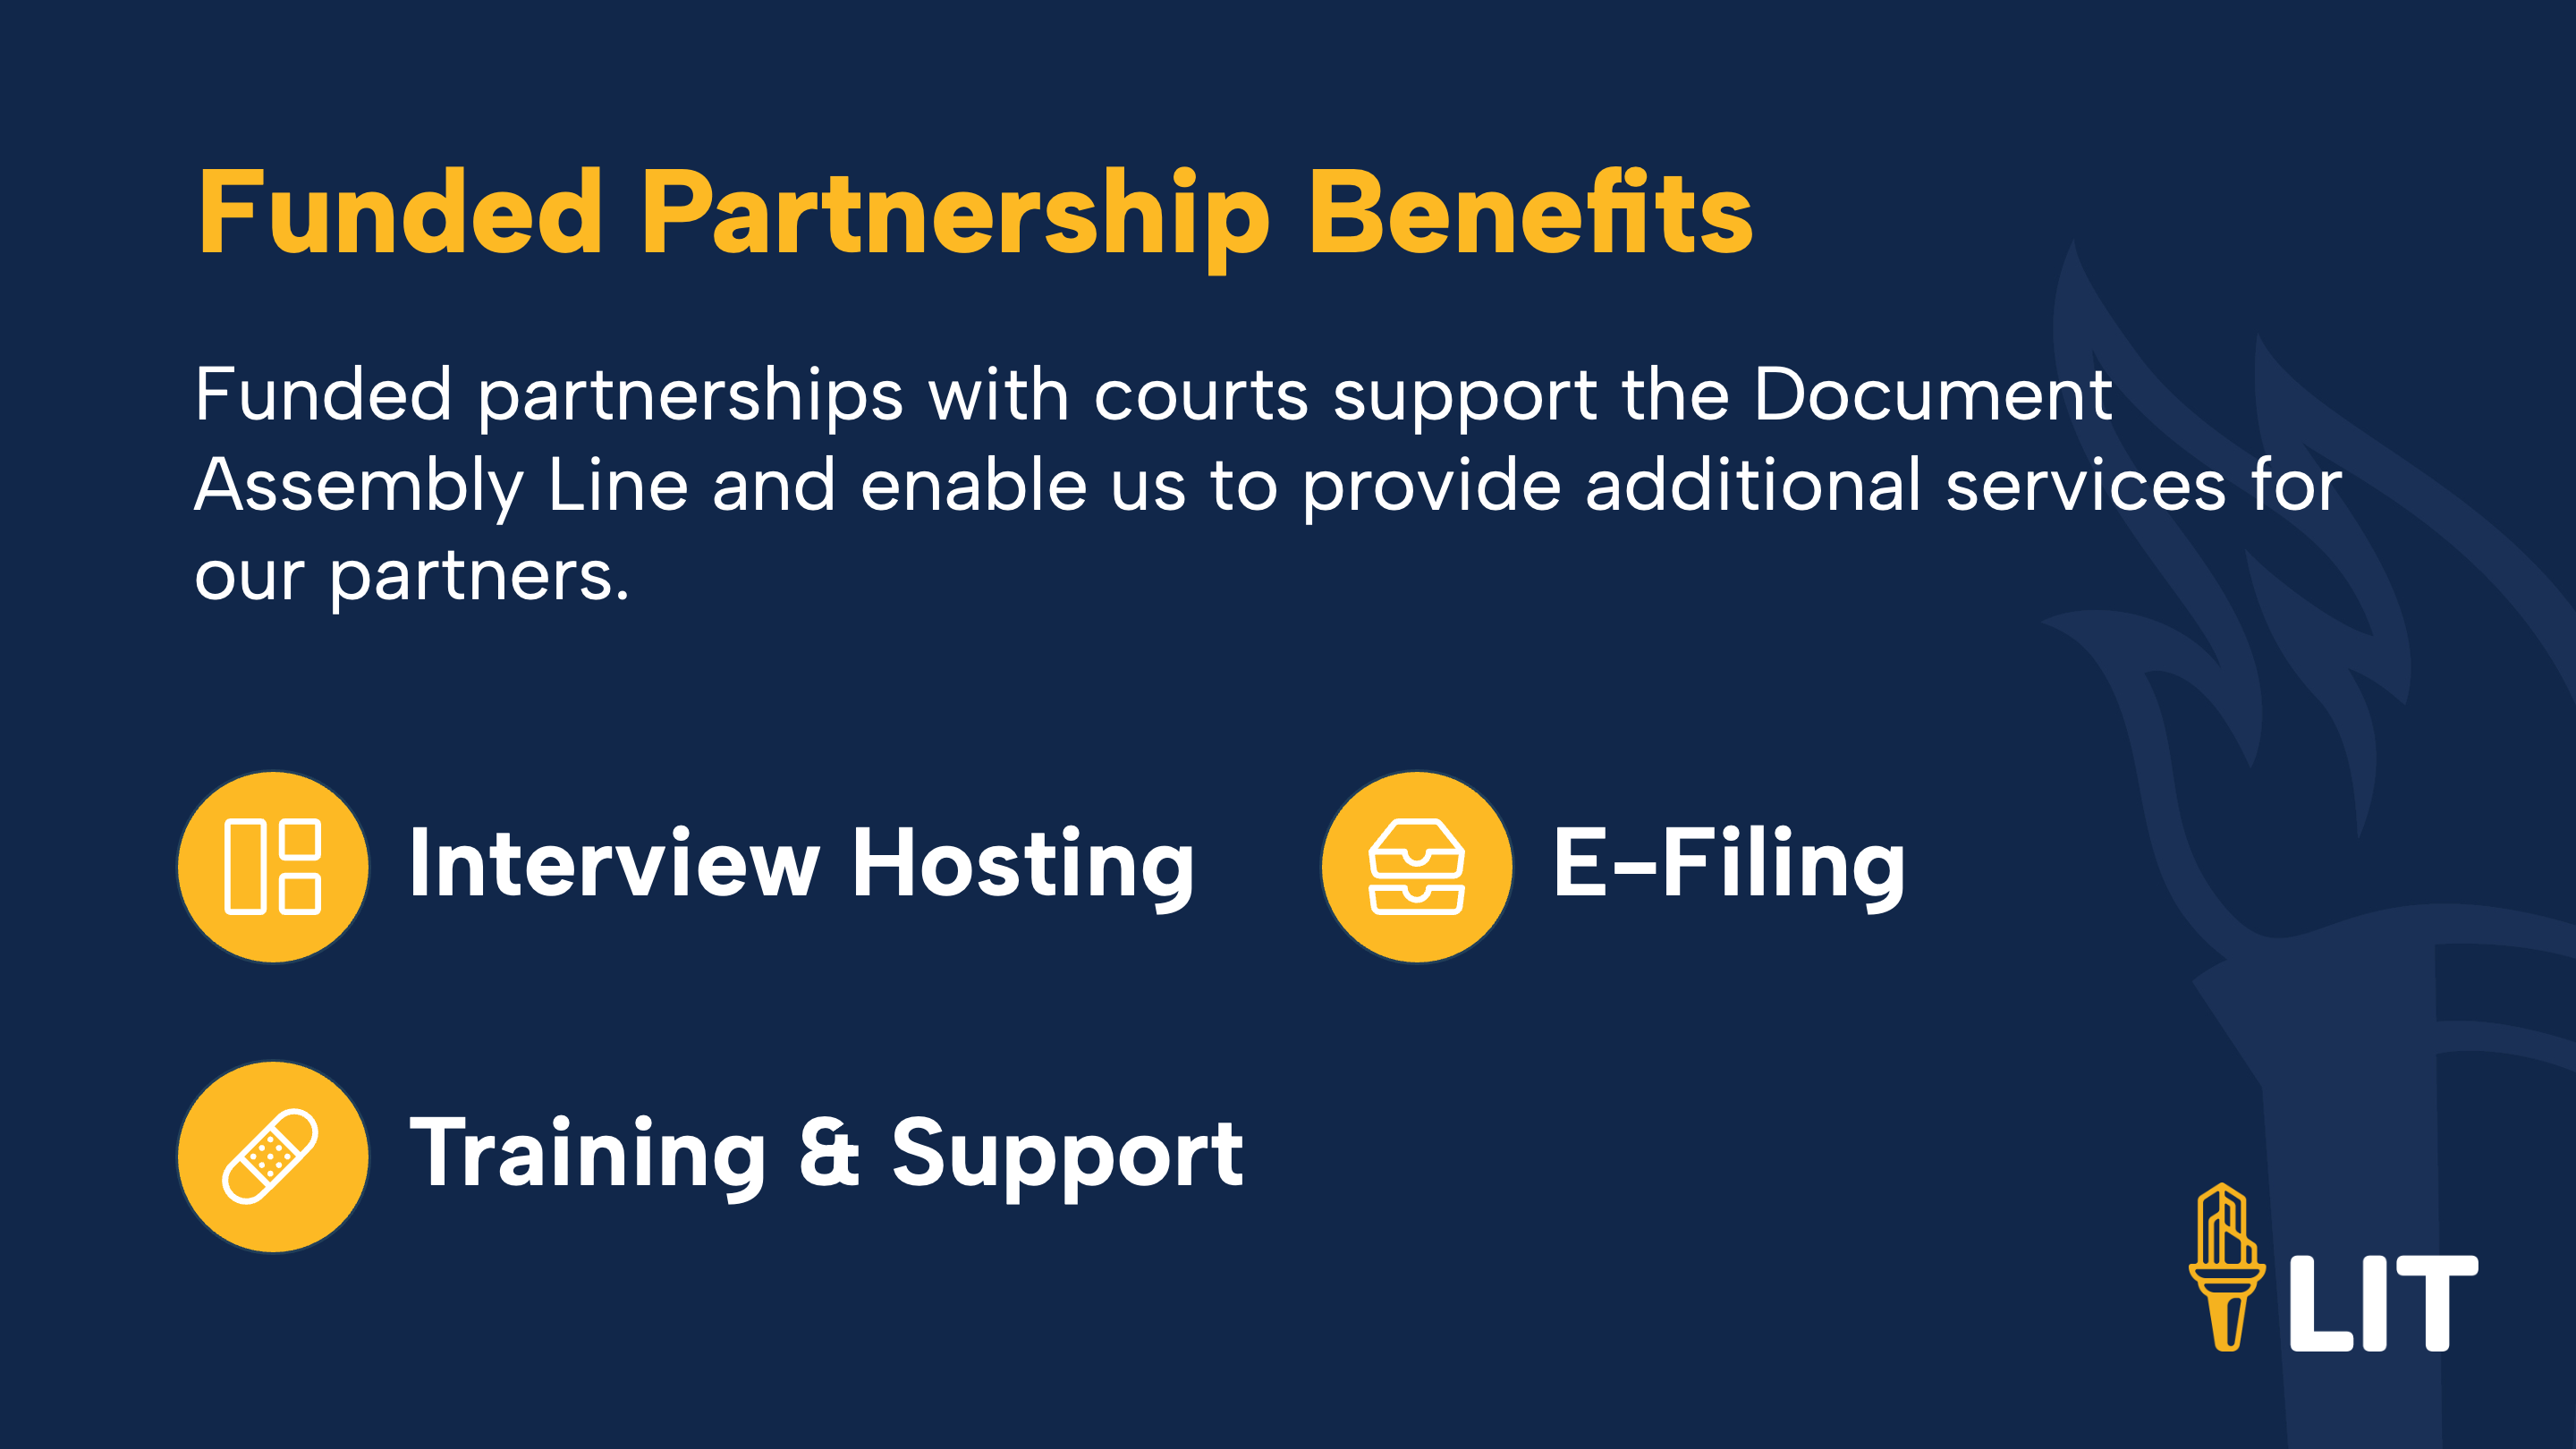 Funded Partnership Benefits
Funded partnerships with courts support the Document
Assembly Line and enable us to provide additional services for
our partners.
Interview Hosting
E-Filing
Training & Support
LIT